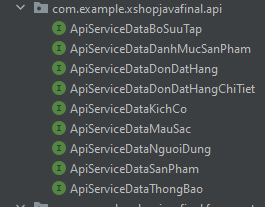 com.example.xshopjavafinal.api
ApiServiceDataBoSuuTap
ApiServiceDataDanhMucSanPham
ApiServiceDataDonDatHang
ApiServiceDataDonDatHangChiTiet
ApiServiceDataKichCo
ApiServiceDataMauSac
ApiServiceDataNguoiDung
ApiServiceDataSanPham
ApiServiceDataThongBao